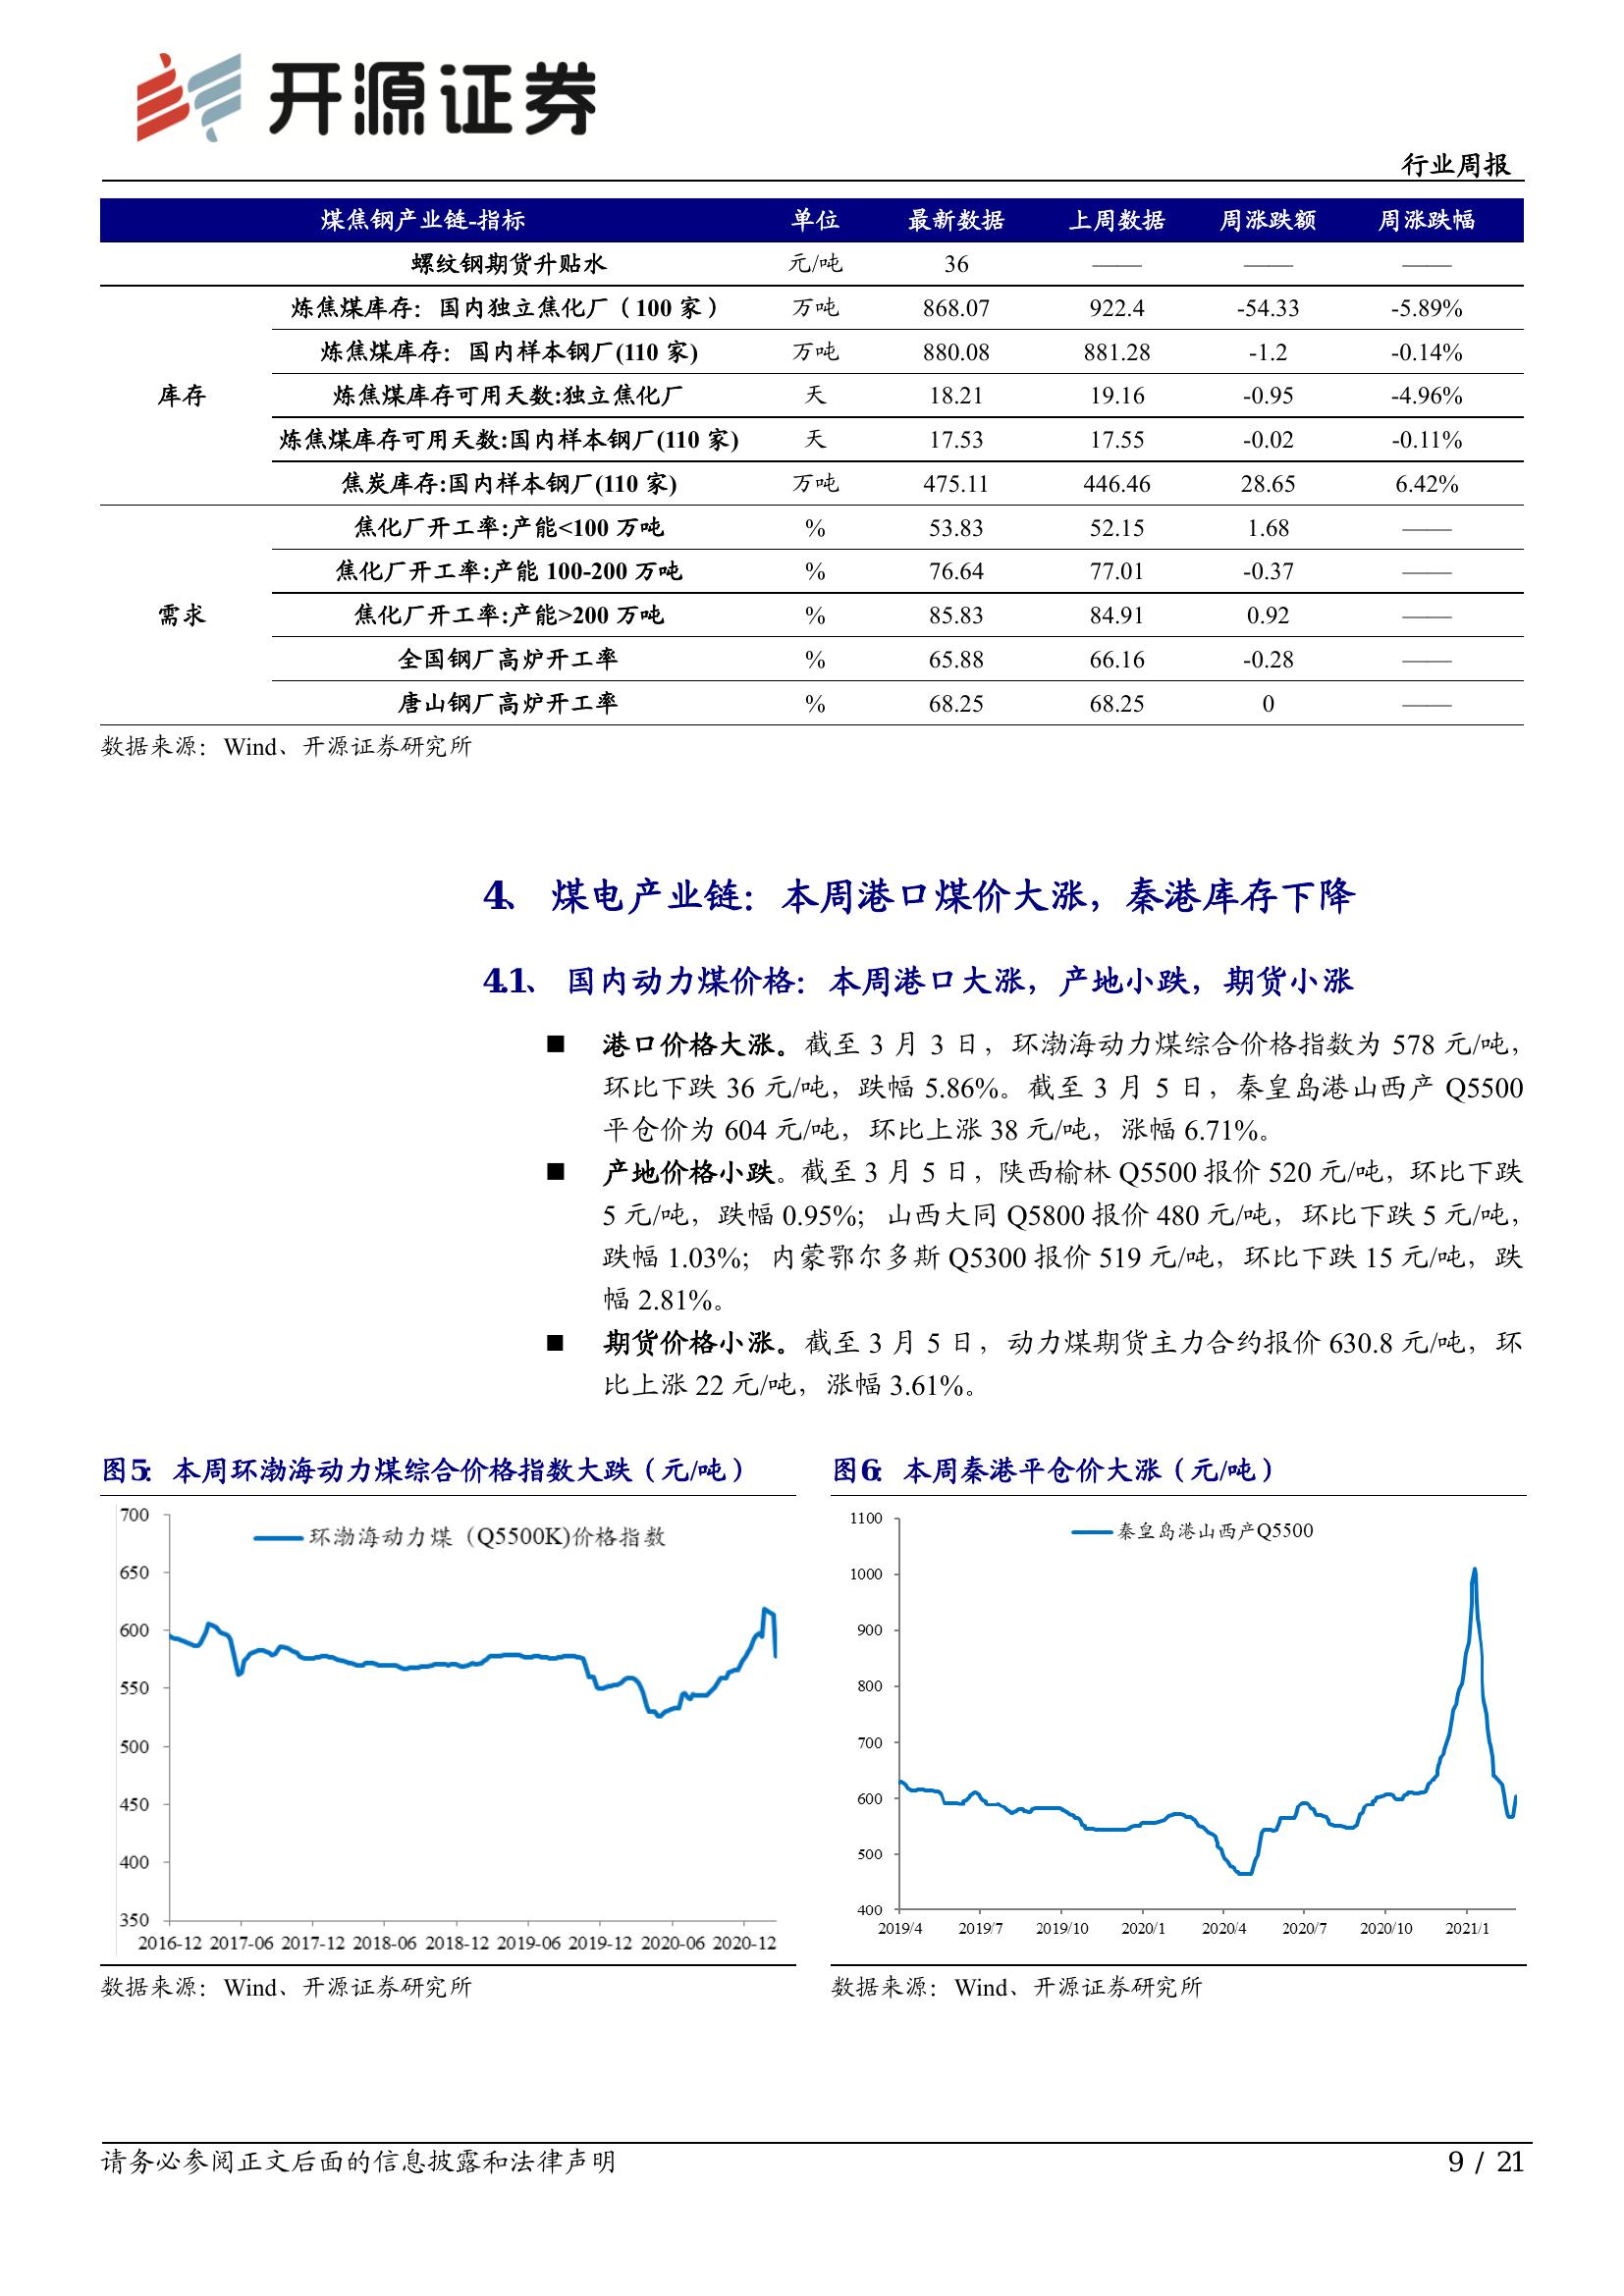 开源证券
行业周报
煤焦钢产业链-指标 单位 最新数据 上周数据 周涨跌额 周涨跌幅
螺纹钢期货升贴水 元/吨 36 —— —— ——
库存
炼焦煤库存：国内独立焦化厂（100 家） 万吨 868.07 922.4 -54.33 -5.89%
炼焦煤库存：国内样本钢厂(110 家) 万吨 880.08 881.28 -1.2 -0.14%
炼焦煤库存可用天数:独立焦化厂 天 18.21 19.16 -0.95 -4.96%
炼焦煤库存可用天数:国内样本钢厂(110 家) 天 17.53 17.55 -0.02 -0.11%
焦炭库存:国内样本钢厂(110 家) 万吨 475.11 446.46 28.65 6.42%
需求
焦化厂开工率:产能<100 万吨 % 53.83 52.15 1.68 ——
焦化厂开工率:产能 100-200 万吨 % 76.64 77.01 -0.37 ——
焦化厂开工率:产能>200 万吨 % 85.83 84.91 0.92 ——
全国钢厂高炉开工率 % 65.88 66.16 -0.28 ——
唐山钢厂高炉开工率 % 68.25 68.25 0 ——
数据来源：Wind、开源证券研究所
4、 煤电产业链：本周港口煤价大涨，秦港库存下降
4.1、 国内动力煤价格：本周港口大涨，产地小跌，期货小涨
■ 港口价格大涨。截至 3 月 3 日，环渤海动力煤综合价格指数为 578 元/吨，
环比下跌 36 元/吨，跌幅 5.86%。截至 3 月 5 日，秦皇岛港山西产 Q5500
平仓价为 604 元/吨，环比上涨 38 元/吨，涨幅 6.71%。
■ 产地价格小跌。截至 3 月 5 日，陕西榆林 Q5500 报价 520 元/吨，环比下跌
5 元/吨，跌幅 0.95%；山西大同 Q5800 报价 480 元/吨，环比下跌 5 元/吨，
跌幅 1.03%；内蒙鄂尔多斯 Q5300 报价 519 元/吨，环比下跌 15 元/吨，跌
幅 2.81%。
■ 期货价格小涨。截至 3 月 5 日，动力煤期货主力合约报价 630.8 元/吨，环
比上涨 22 元/吨，涨幅 3.61%。
图5：本周环渤海动力煤综合价格指数大跌（元/吨）
700
650
600
550
500
450
400
350
环渤海动力煤（Q5500K)价格指数
2016-12 2017-06 2017-12 2018-06 2018-12 2019-06 2019-12 2020-06 2020-12
数据来源：Wind、开源证券研究所
图6：本周秦港平仓价大涨（元/吨）
1100
1000
900
800
700
600
500
400
秦皇岛港山西产Q5500
2019/4 2019/7 2019/10 2020/1 2020/4 2020/7 2020/10 2021/1
数据来源：Wind、开源证券研究所
请务必参阅正文后面的信息披露和法律声明
9 / 21